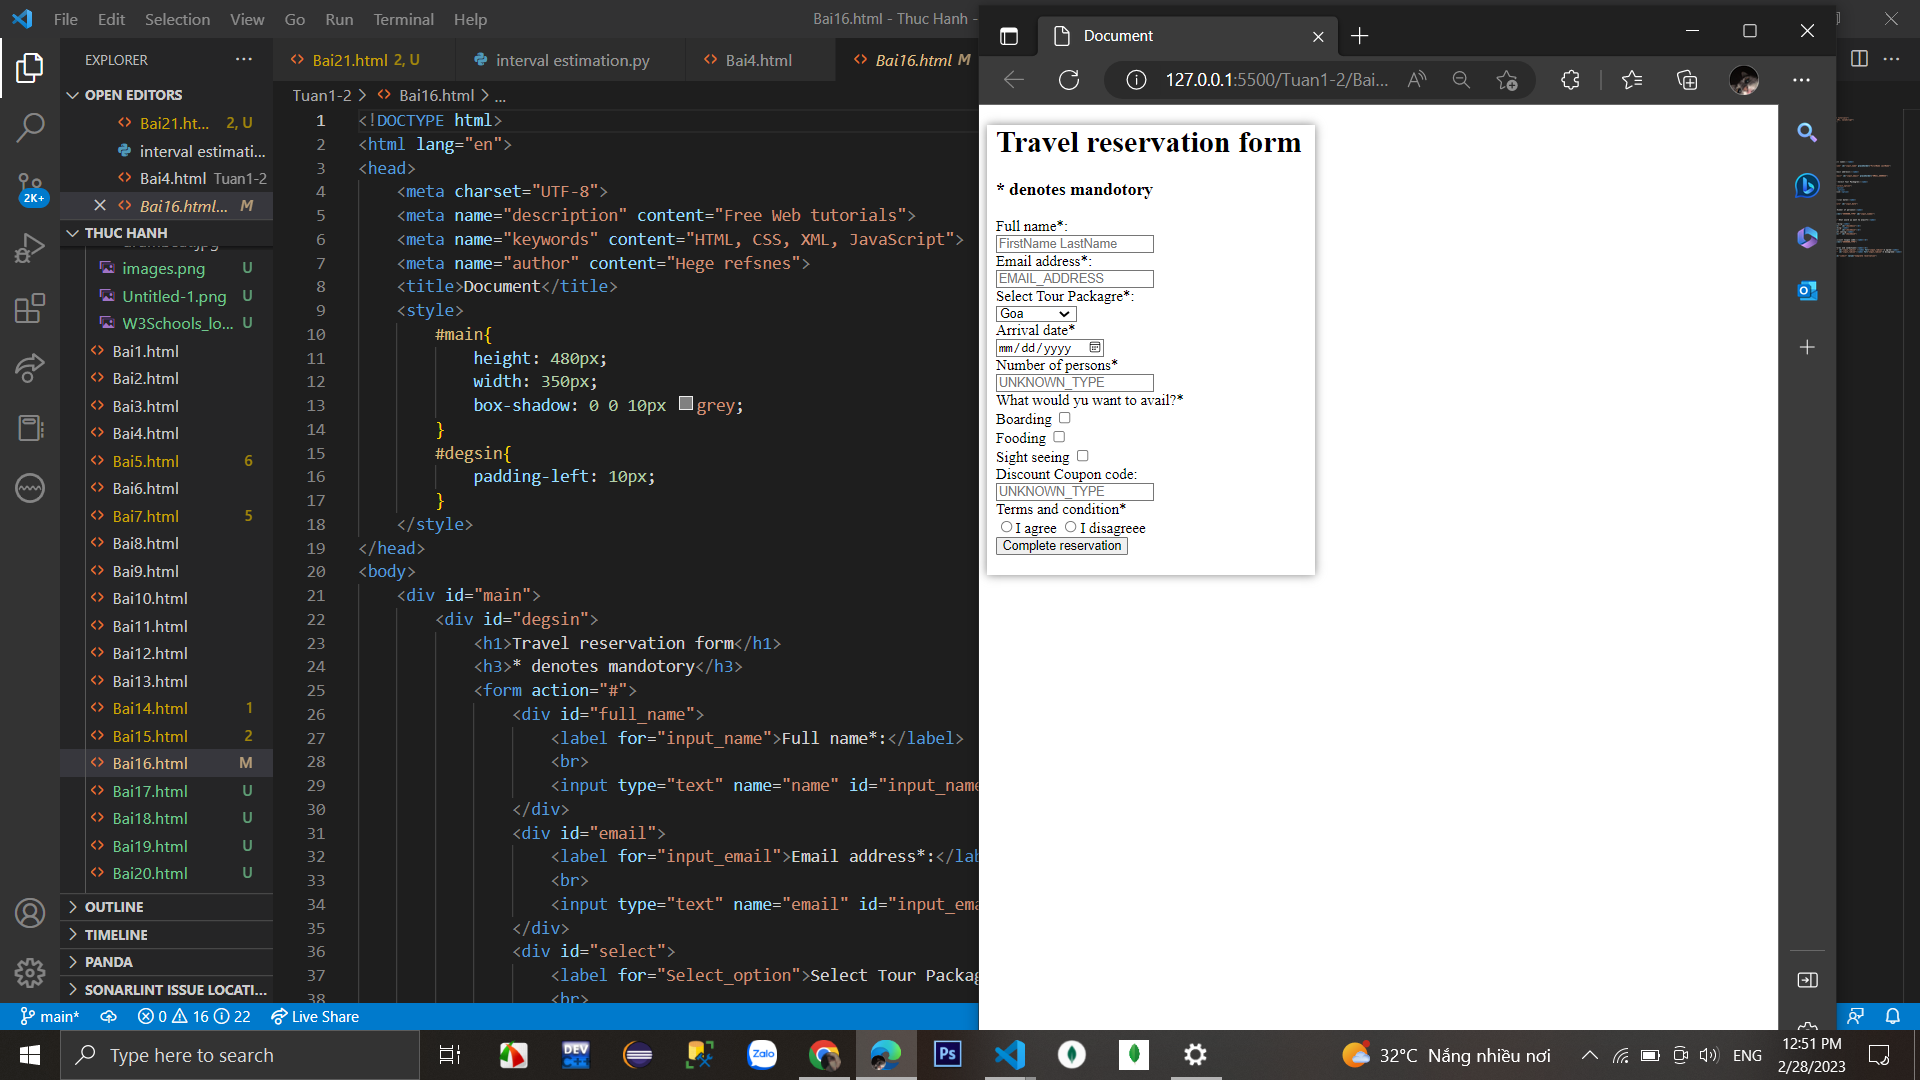 File Edit Selection View Go Run Terminal Help
Bai16.html - Thuc Hanh -
EXPLORER
OPEN EDITORS
Bai21.ht... 2, U
interval estimati...
Bai4.html Tuan1-2
Bai16.html... M
2K+
THUC HANH
images.png U
Untitled-1.png U
W3Schools_lo... U
Bai1.html
Bai2.html
Bai3.html
Bai4.html
Bai5.html 6
Bai6.html
Bai7.html 5
Bai8.html
Bai9.html
Bai10.html
Bai11.html
Bai12.html
Bai13.html
Bai14.html 1
Bai15.html 2
Bai16.html M
Bai17.html U
Bai18.html U
Bai19.html U
Bai20.html U
OUTLINE
TIMELINE
PANDA
SONARLINT ISSUE LOCATI...
Bai21.html 2, U
interval estimation.py
Bai4.html
Bai16.html M
Tuan1-2 > Bai16.html > ...
1 <!DOCTYPE html>
2 <html lang="en">
3 <head>
4 <meta charset="UTF-8">
5 <meta name="description" content="Free Web tutorials">
6 <meta name="keywords" content="HTML, CSS, XML, JavaScript">
7 <meta name="author" content="Hege refsnes">
8 <title>Document</title>
9 <style>
10 #main{
11 height: 480px;
12 width: 350px;
13 box-shadow: 0 0 10px grey;
14 }
15 #degsin{
16 padding-left: 10px;
17 }
18 </style>
19 </head>
20 <body>
21 <div id="main">
22 <div id="degsin">
23 <h1>Travel reservation form</h1>
24 <h3>* denotes mandotory</h3>
25 <form action="#">
26 <div id="full_name">
27 <label for="input_name">Full name*:</label>
28 <br>
29 <input type="text" name="name" id="input_name
30 </div>
31 <div id="email">
32 <label for="input_email">Email address*:</lab
33 <br>
34 <input type="text" name="email" id="input_ema
35 </div>
36 <div id="select">
37 <label for="Select_option">Select Tour Packag
38 <br>
Document
127.0.0.1:5500/Tuan1-2/Bai...
Travel reservation form
* denotes mandotory
Full name*:
FirstName LastName
Email address*:
EMAIL_ADDRESS
Select Tour Packagre*:
Goa
Arrival date*
mm/dd/yyyy
Number of persons*
UNKNOWN_TYPE
What would yu want to avail?*
Boarding
Fooding
Sight seeing
Discount Coupon code:
UNKNOWN_TYPE
Terms and condition*
I agree I disagreee
Complete reservation
main* 0 16 22 Live Share
Type here to search
DEV C++
Zalo
Ps
32°C Nắng nhiều nơi
ENG
12:51 PM
2/28/2023